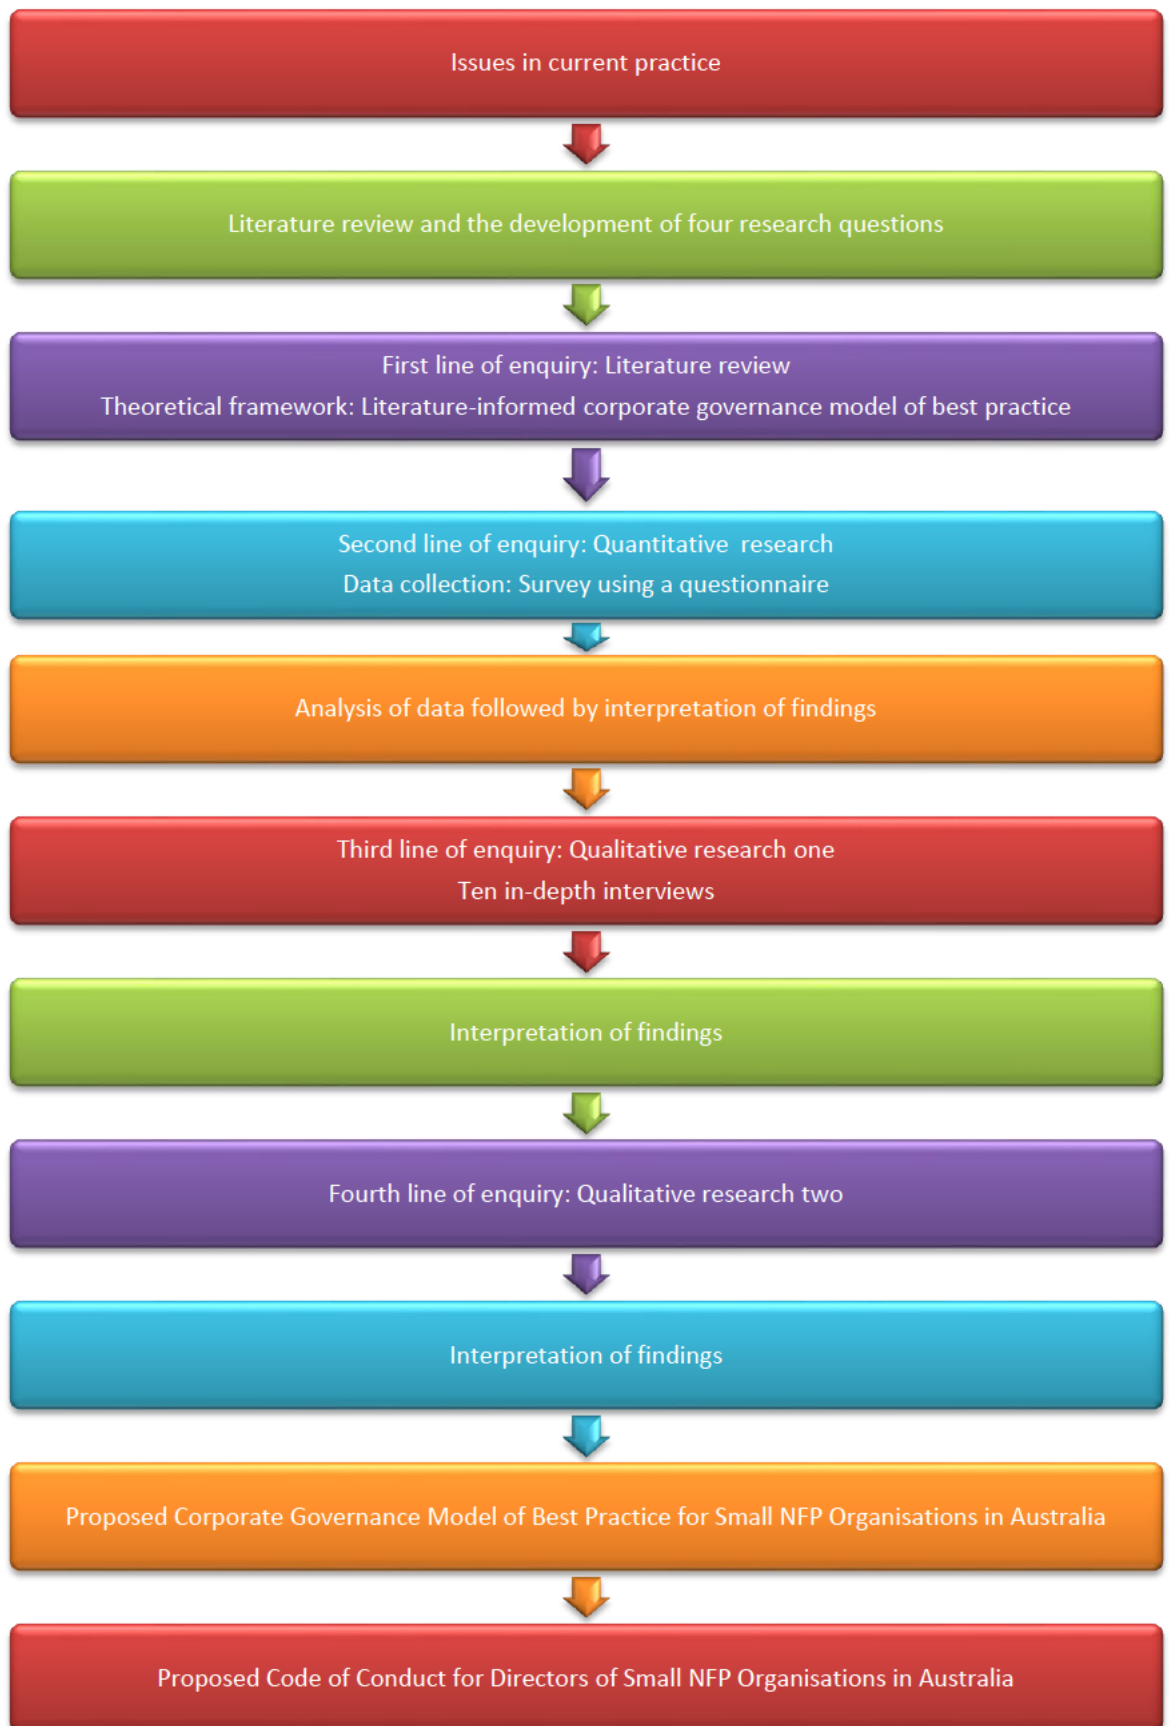 Issues in current practice
Literature review and the development of four research questions
First line of enquiry: Literature review
Theoretical framework: Literature-informed corporate governance model of best practice
Second line of enquiry: Quantitative research
Data collection: Survey using a questionnaire
Analysis of data followed by interpretation of findings
Third line of enquiry: Qualitative research one
Ten in-depth interviews
Interpretation of findings
Fourth line of enquiry: Qualitative research two
Interpretation of findings
Proposed Corporate Governance Model of Best Practice for Small NFP Organisations in Australia
Proposed Code of Conduct for Directors of Small NFP Organisations in Australia